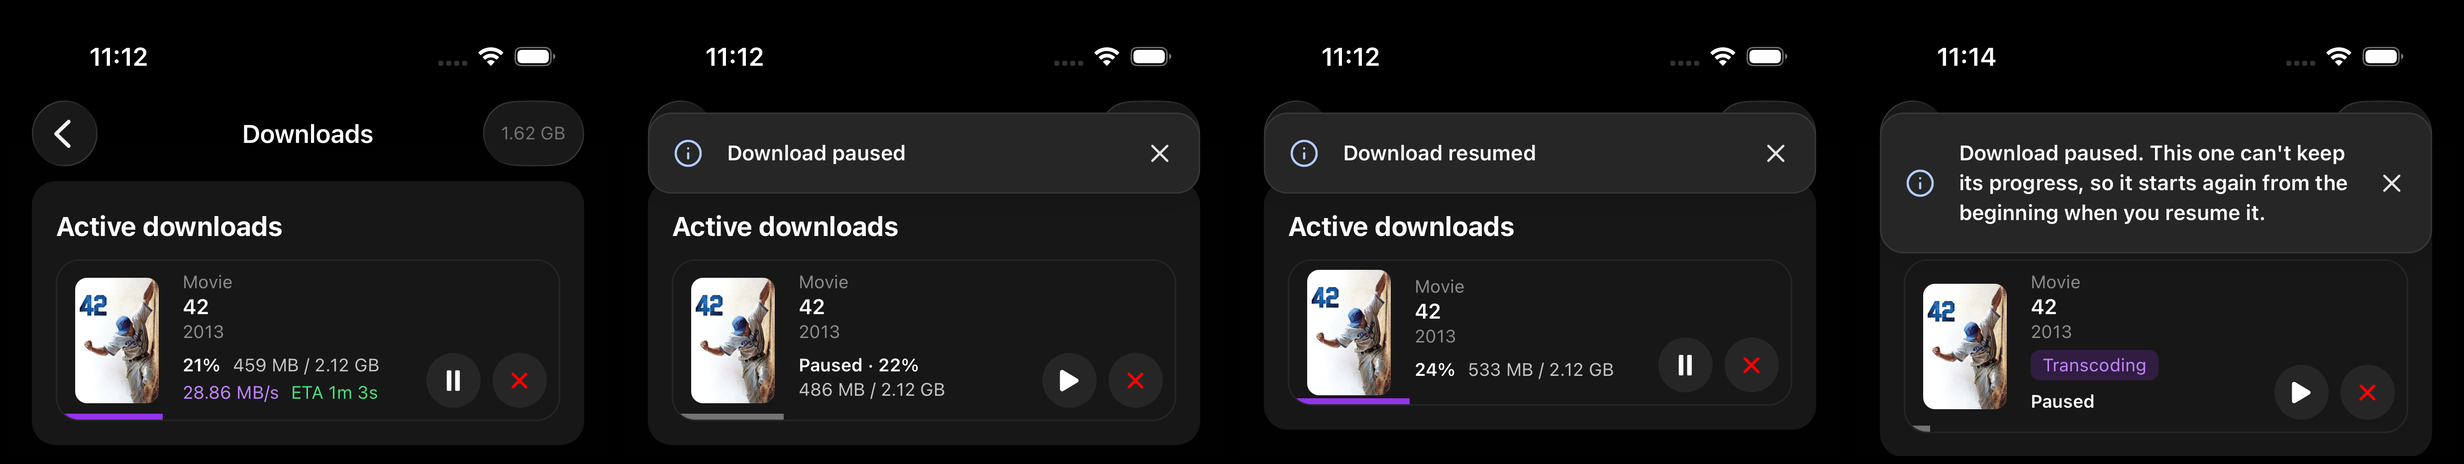 11:12
Downloads
1.62 GB
Active downloads
42
Movie
42
2013
21% 459 MB / 2.12 GB
28.86 MB/s ETA 1m 3s
11:12
Download paused
Active downloads
42
Movie
42
2013
Paused · 22%
486 MB / 2.12 GB
11:12
Download resumed
Active downloads
42
Movie
42
2013
24% 533 MB / 2.12 GB
11:14
Download paused. This one can't keep
its progress, so it starts again from the
beginning when you resume it.
42
Movie
42
2013
Transcoding
Paused